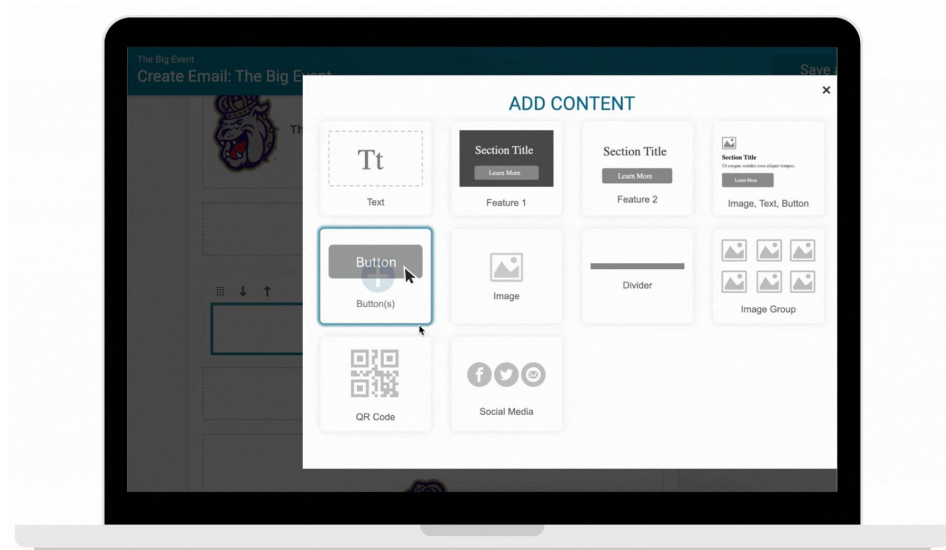 The Big Event
Create Email: The Big Event
Save a
ADD CONTENT
×
Th
Tt
Text
Section Title
Learn More
Feature 1
Section Title
Learn More
Feature 2
Section Title
Learn More
Image, Text, Button
Button
Button(s)
Image
Divider
Image Group
QR Code
Social Media